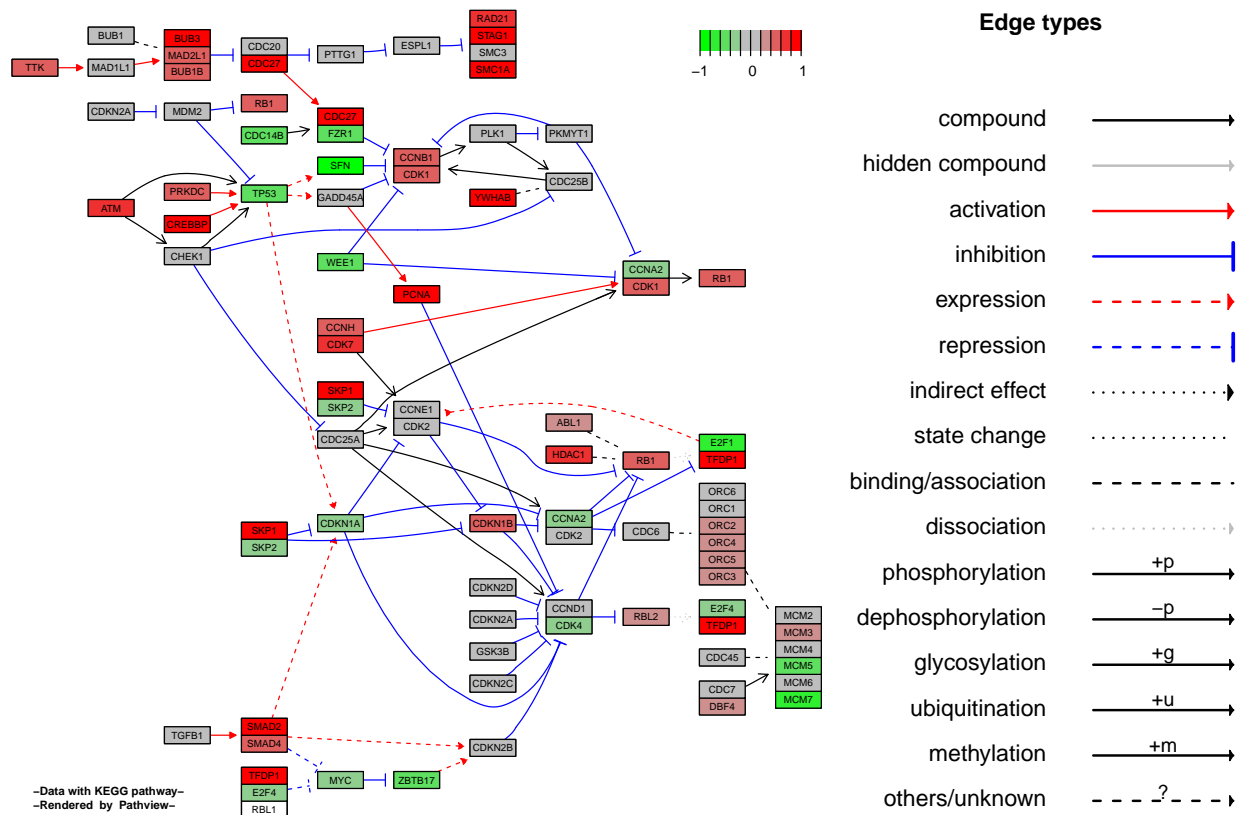 Edge types
RAD21
BUB1
BUB3
STAG1
CDC20
ESPL1
MAD2L1
PTTG1
SMC3
TTK
MAD1L1
CDC27
BUB1B
SMC1A
−1
0
1
RB1
CDKN2A
MDM2
CDC27
CDC14B
FZR1
PLK1
PKMYT1
CCNB1
SFN
CDK1
CDC25B
PRKDC
TP53
GADD45A
YWHAB
ATM
CREBBP
CHEK1
WEE1
CCNA2
RB1
CDK1
PCNA
CCNH
CDK7
SKP1
SKP2
CCNE1
CDK2
CDC25A
ABL1
HDAC1
RB1
E2F1
TFDP1
ORC6
ORC1
ORC2
ORC4
ORC5
ORC3
SKP1
SKP2
CDKN1A
CDKN1B
CCNA2
CDK2
CDC6
CDKN2D
CDKN2A
GSK3B
CDKN2C
CCND1
CDK4
RBL2
E2F4
TFDP1
MCM2
MCM3
MCM4
MCM5
MCM6
MCM7
CDC45
CDC7
DBF4
TGFB1
SMAD2
SMAD4
CDKN2B
TFDP1
E2F4
RBL1
MYC
ZBTB17
−Data with KEGG pathway−
−Rendered by Pathview−
compound
hidden compound
activation
inhibition
expression
repression
indirect effect
state change
binding/association
dissociation
phosphorylation +p
dephosphorylation −p
glycosylation +g
ubiquitination +u
methylation +m
others/unknown ?